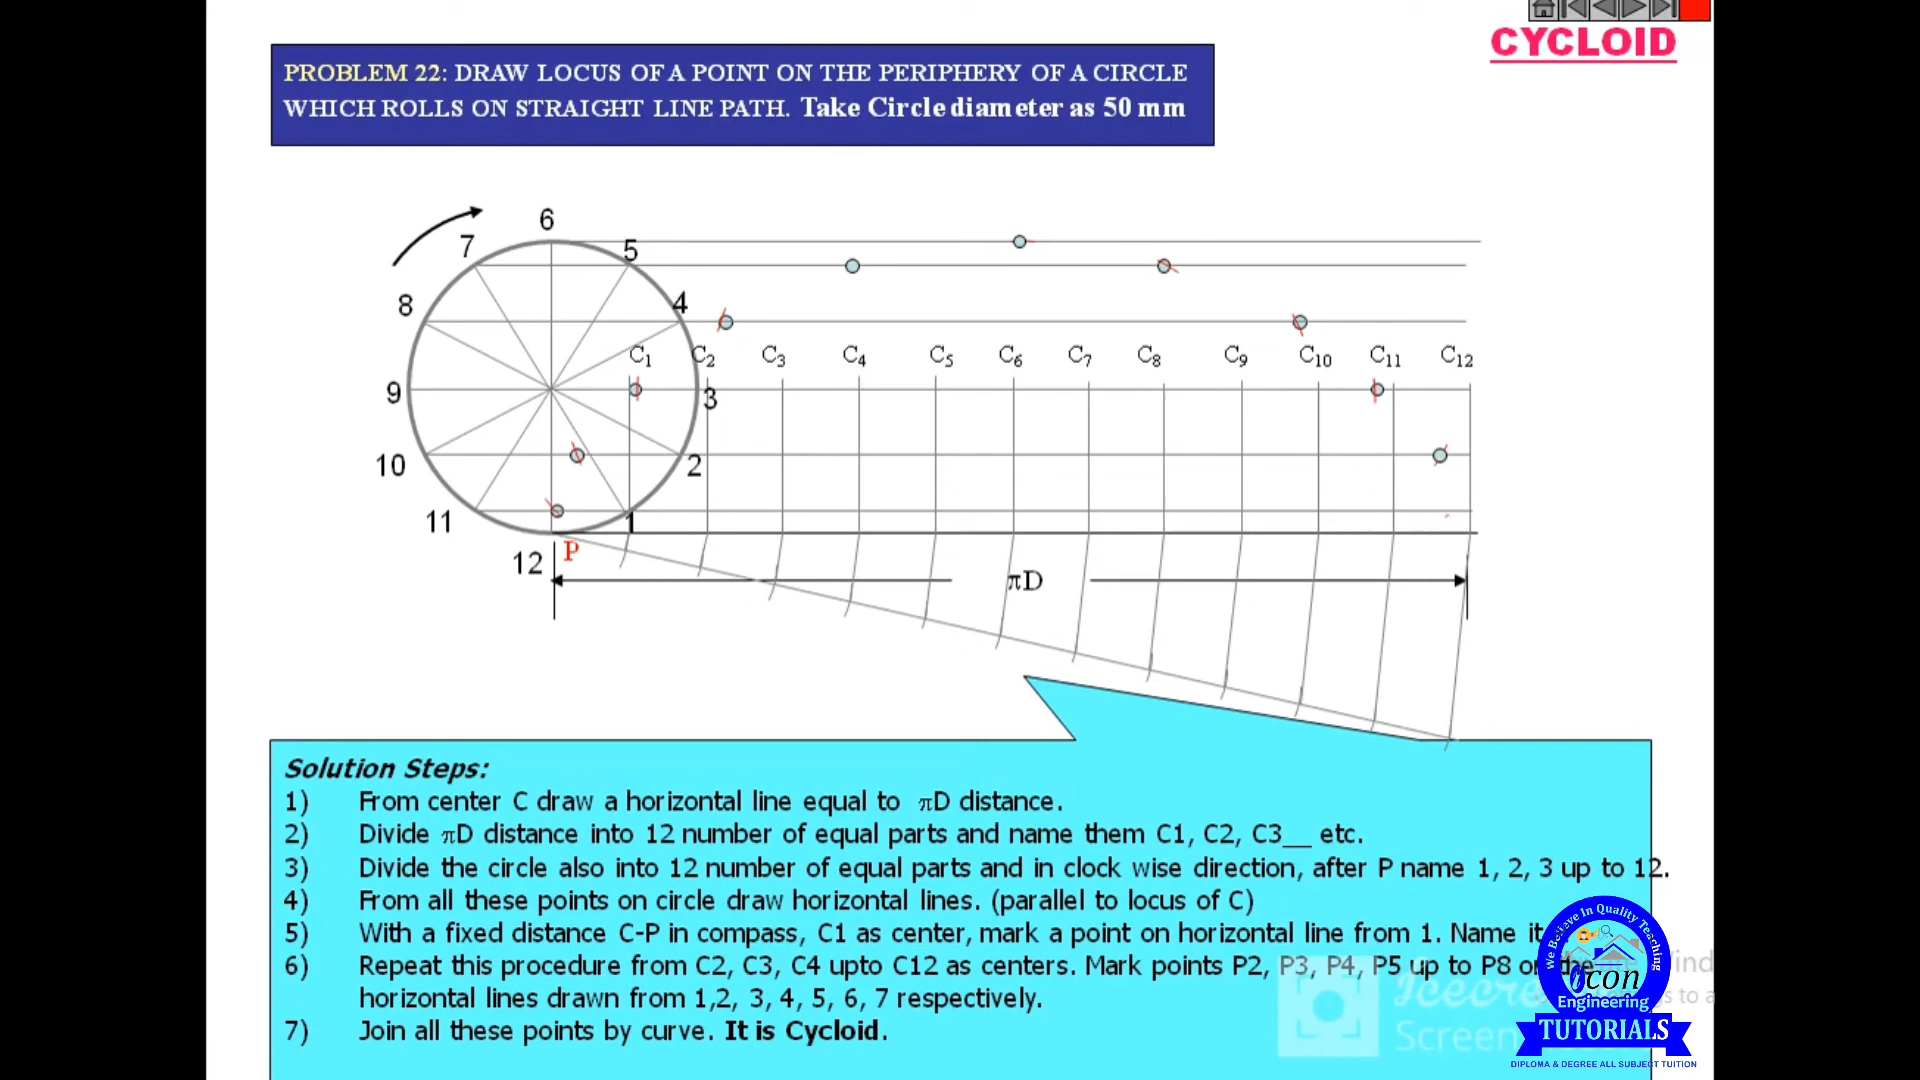 CYCLOID
PROBLEM 22: DRAW LOCUS OF A POINT ON THE PERIPHERY OF A CIRCLE
WHICH ROLLS ON STRAIGHT LINE PATH. Take Circle diameter as 50 mm
6
7
5
8
4
C1 C2 C3 C4 C5 C6 C7 C8 C9 C10 C11 C12
9
3
10
2
11
1
12
P
πD
Solution Steps:
1) From center C draw a horizontal line equal to πD distance.
2) Divide πD distance into 12 number of equal parts and name them C1, C2, C3__ etc.
3) Divide the circle also into 12 number of equal parts and in clock wise direction, after P name 1, 2, 3 up to 12.
4) From all these points on circle draw horizontal lines. (parallel to locus of C)
5) With a fixed distance C-P in compass, C1 as center, mark a point on horizontal line from 1. Name it
6) Repeat this procedure from C2, C3, C4 upto C12 as centers. Mark points P2, P3, P4, P5 up to P8 on the
horizontal lines drawn from 1,2, 3, 4, 5, 6, 7 respectively.
7) Join all these points by curve. It is Cycloid.
We Believe In Quality Teaching
icon
Engineering
TUTORIALS
DIPLOMA & DEGREE ALL SUBJECT TUITION